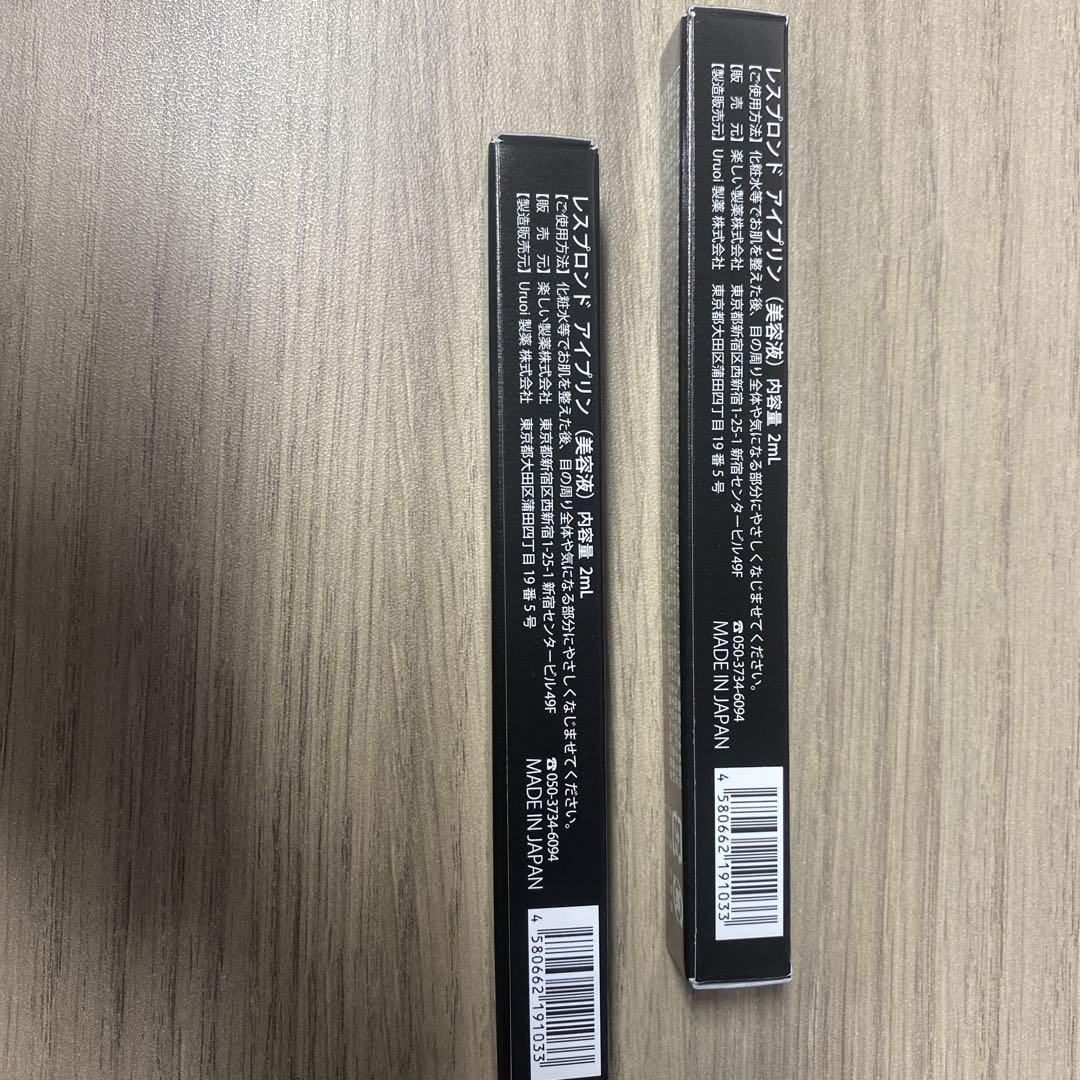 レスプロンド アイプリン（美容液）内容量 2mL
【ご使用方法】化粧水等でお肌を整えた後、目の周り全体や気になる部分にやさしくなじませてください。
【販 売 元】楽しい製薬株式会社 東京都新宿区西新宿1-25-1 新宿センタービル49F ☎050-3734-6094
【製造販売元】Uruoi 製薬 株式会社 東京都大田区蒲田四丁目 19 番 5 号 MADE IN JAPAN
4 580662 191033
レスプロンド アイプリン（美容液）内容量 2mL
【ご使用方法】化粧水等でお肌を整えた後、目の周り全体や気になる部分にやさしくなじませてください。
【販 売 元】楽しい製薬株式会社 東京都新宿区西新宿1-25-1 新宿センタービル49F ☎050-3734-6094
【製造販売元】Uruoi 製薬 株式会社 東京都大田区蒲田四丁目 19 番 5 号 MADE IN JAPAN
4 580662 191033